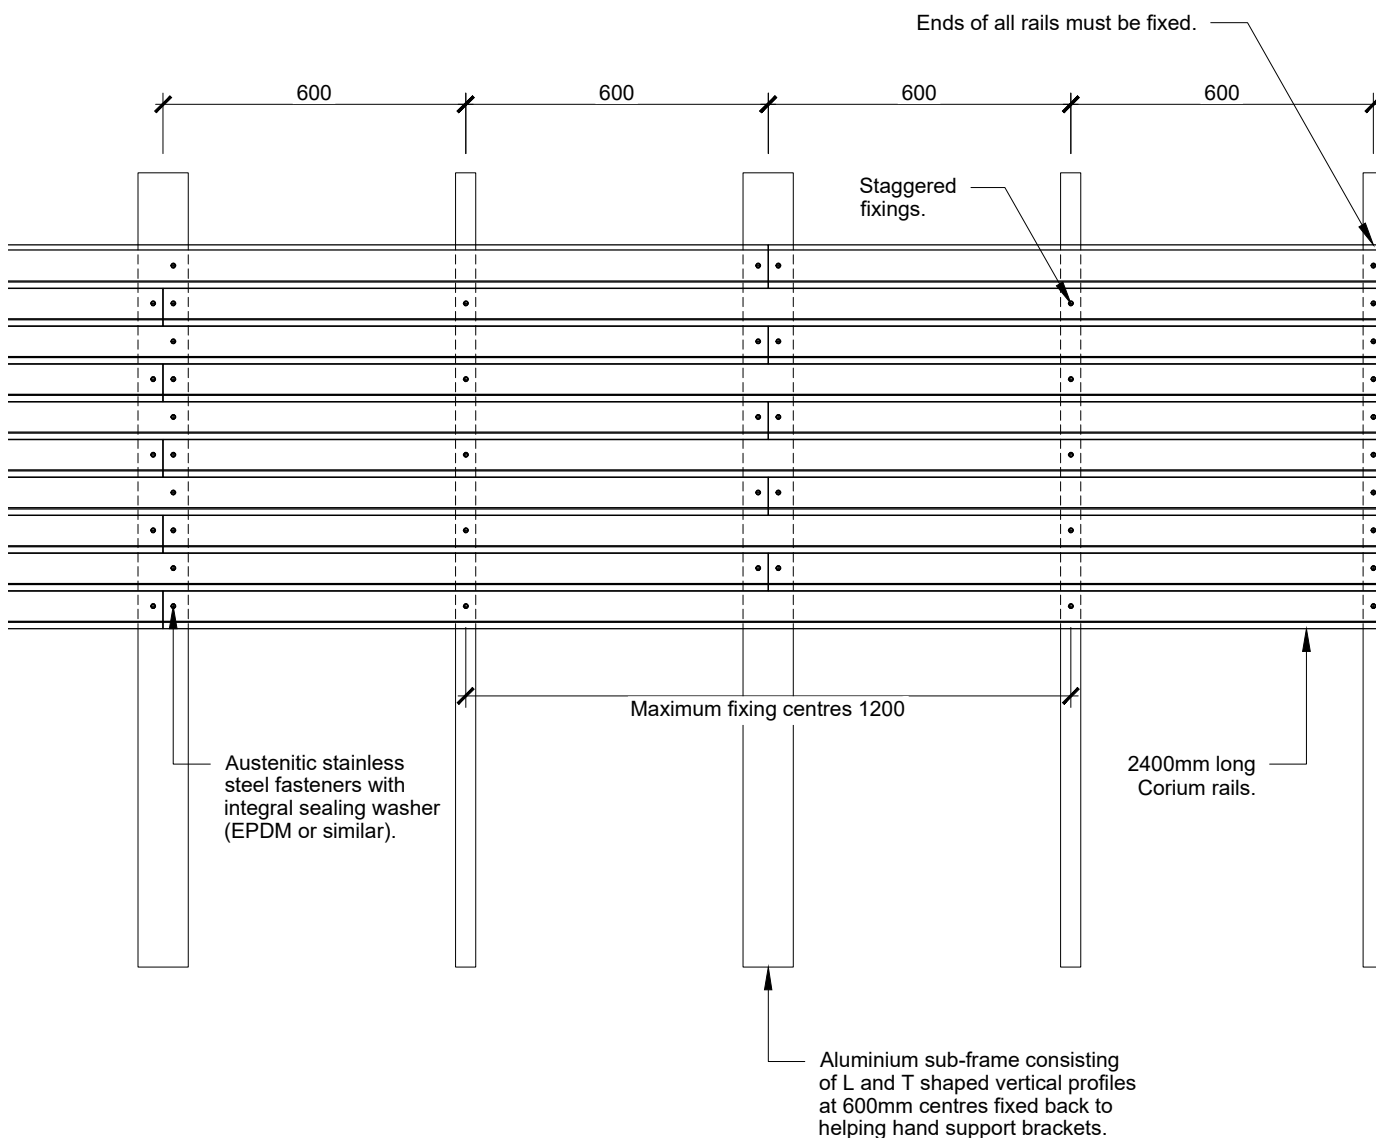 Ends of all rails must be fixed.
600
600
600
600
Staggered
fixings.
Maximum fixing centres 1200
Austenitic stainless
steel fasteners with
integral sealing washer
(EPDM or similar).
2400mm long
Corium rails.
Aluminium sub-frame consisting
of L and T shaped vertical profiles
at 600mm centres fixed back to
helping hand support brackets.